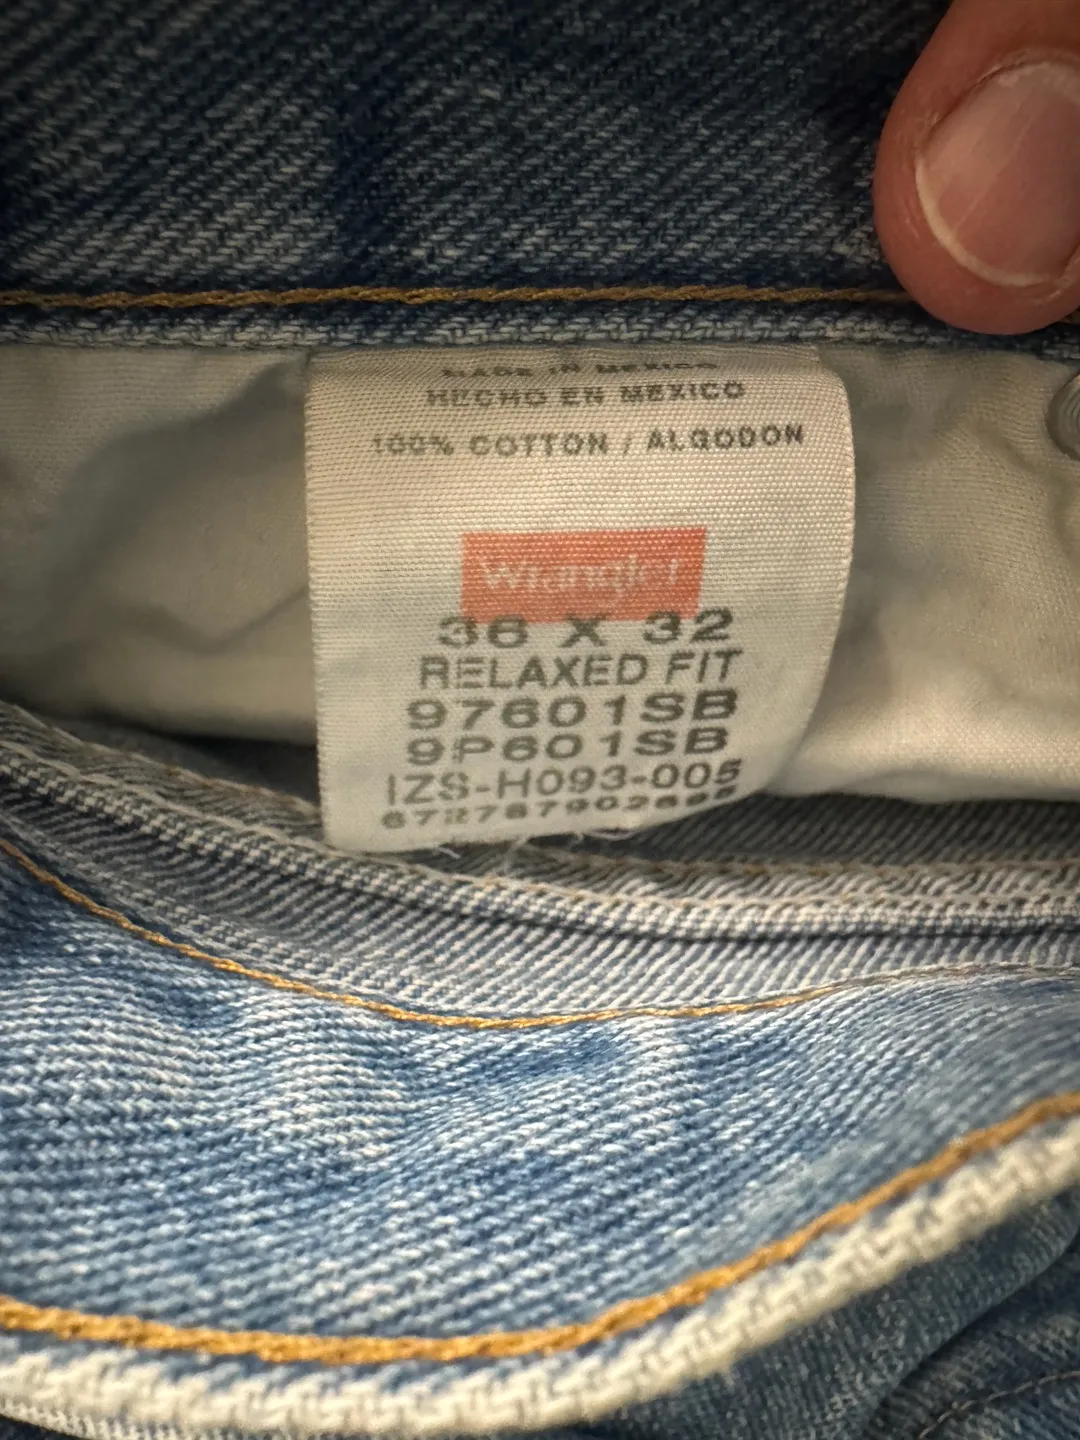 MADE IN MEXICO
HECHO EN MEXICO
100% COTTON / ALGODON
Wrangler
36 X 32
RELAXED FIT
97601SB
9P601SB
IZS-H093-005